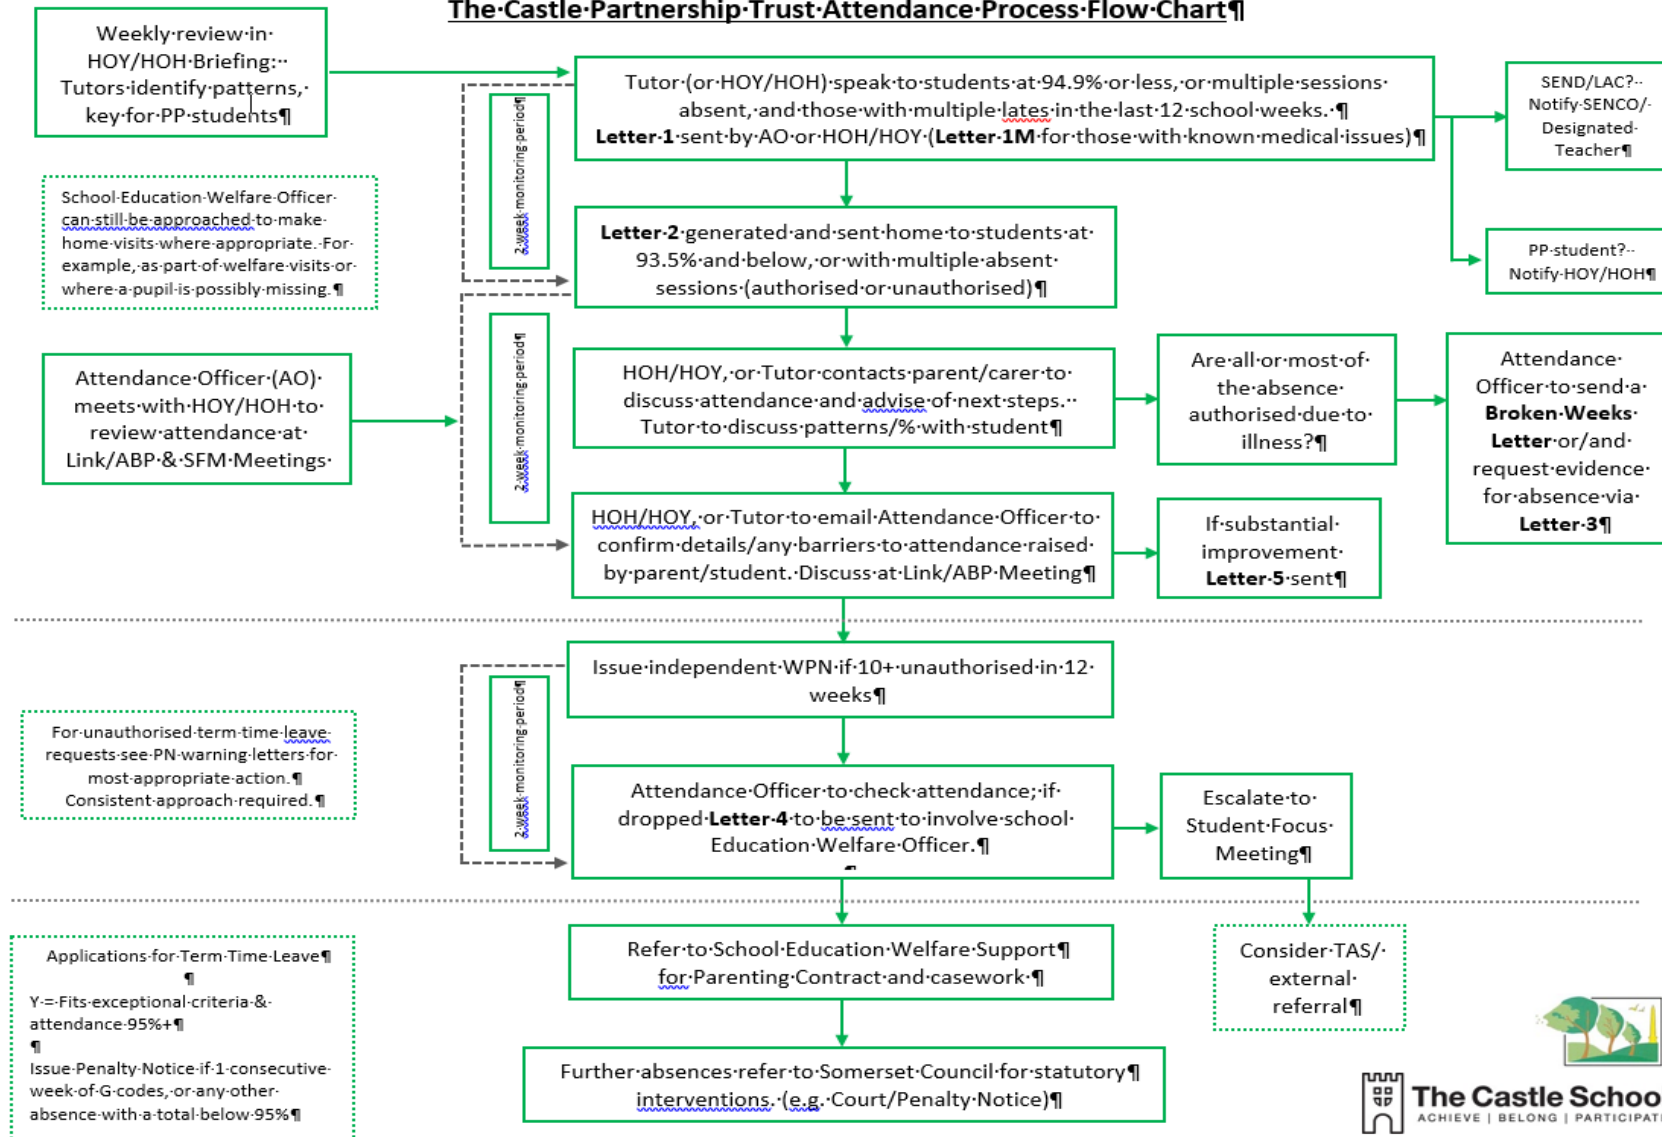 The·Castle·Partnership·Trust·Attendance·Process·Flow·Chart¶
Weekly·review·in·
HOY/HOH·Briefing:··
Tutors·identify·patterns,·
key·for·PP·students¶
Tutor·(or·HOY/HOH)·speak·to·students·at·94.9%·or·less,·or·multiple·sessions·
absent,·and·those·with·multiple·lates·in·the·last·12·school·weeks.·¶
Letter·1·sent·by·AO·or·HOH/HOY·(Letter·1M·for·those·with·known·medical·issues)¶
SEND/LAC?··
Notify·SENCO/·
Designated·
Teacher¶
2·week·monitoring·period¶
School·Education·Welfare·Officer·
can·still·be·approached·to·make·
home·visits·where·appropriate.·For·
example,·as·part·of·welfare·visits·or·
where·a·pupil·is·possibly·missing.¶
Letter·2·generated·and·sent·home·to·students·at·
93.5%·and·below,·or·with·multiple·absent·
sessions·(authorised·or·unauthorised)¶
PP·student?··
Notify·HOY/HOH¶
2·week·monitoring·period¶
Attendance·Officer·(AO)·
meets·with·HOY/HOH·to·
review·attendance·at·
Link/ABP·&·SFM·Meetings·
HOH/HOY,·or·Tutor·contacts·parent/carer·to·
discuss·attendance·and·advise·of·next·steps.··
Tutor·to·discuss·patterns/%·with·student¶
Are·all·or·most·of·
the·absence·
authorised·due·to·
illness?¶
Attendance·
Officer·to·send·a·
Broken·Weeks·
Letter·or/and·
request·evidence·
for·absence·via·
Letter·3¶
HOH/HOY,·or·Tutor·to·email·Attendance·Officer·to·
confirm·details/any·barriers·to·attendance·raised·
by·parent/student.·Discuss·at·Link/ABP·Meeting¶
If·substantial·
improvement·
Letter·5·sent¶
Issue·independent·WPN·if·10+·unauthorised·in·12·
weeks¶
2·week·monitoring·period¶
For·unauthorised·term·time·leave·
requests·see·PN·warning·letters·for·
most·appropriate·action.¶
Consistent·approach·required.¶
Attendance·Officer·to·check·attendance;·if·
dropped·Letter·4·to·be·sent·to·involve·school·
Education·Welfare·Officer.¶
¶
Escalate·to·
Student·Focus·
Meeting¶
Refer·to·School·Education·Welfare·Support¶
for·Parenting·Contract·and·casework·¶
Consider·TAS/·
external·
referral¶
Applications·for·Term·Time·Leave¶
¶
Y·=·Fits·exceptional·criteria·&·
attendance·95%+¶
¶
Issue·Penalty·Notice·if·1·consecutive·
week·of·G·codes,·or·any·other·
absence·with·a·total·below·95%¶
Further·absences·refer·to·Somerset·Council·for·statutory¶
interventions.·(e.g.·Court/Penalty·Notice)¶
The Castle Schoo
ACHIEVE | BELONG | PARTICIPAT